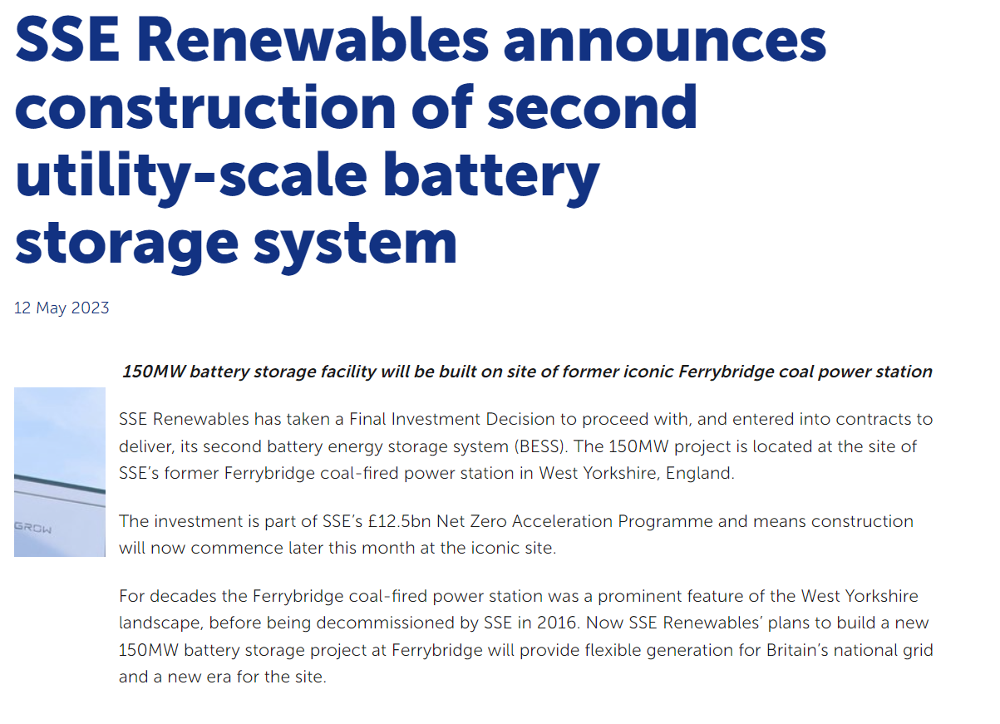 SSE Renewables announces
construction of second
utility-scale battery
storage system
12 May 2023
150MW battery storage facility will be built on site of former iconic Ferrybridge coal power station
SSE Renewables has taken a Final Investment Decision to proceed with, and entered into contracts to
deliver, its second battery energy storage system (BESS). The 150MW project is located at the site of
SSE’s former Ferrybridge coal-fired power station in West Yorkshire, England.
The investment is part of SSE’s £12.5bn Net Zero Acceleration Programme and means construction
will now commence later this month at the iconic site.
GROW
For decades the Ferrybridge coal-fired power station was a prominent feature of the West Yorkshire
landscape, before being decommissioned by SSE in 2016. Now SSE Renewables’ plans to build a new
150MW battery storage project at Ferrybridge will provide flexible generation for Britain’s national grid
and a new era for the site.